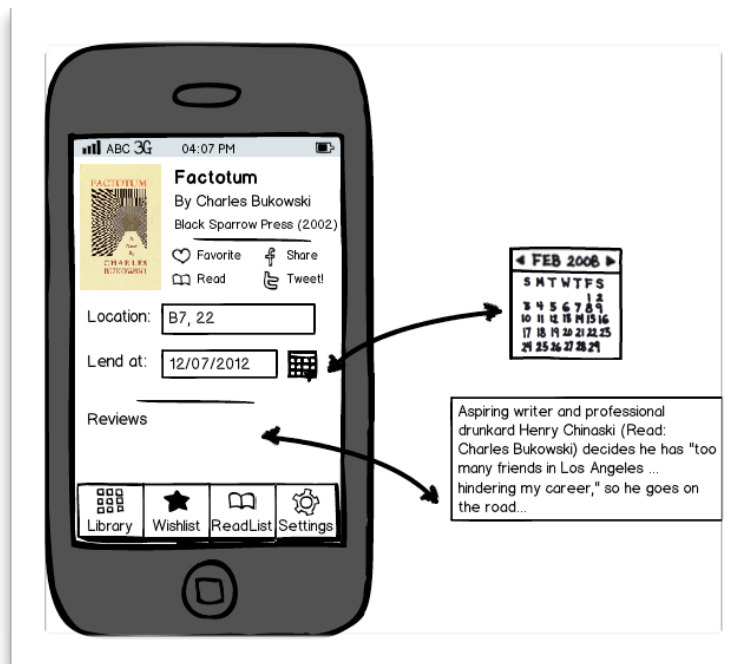 ABC 3G 04:07 PM
FACTOTUM
A
Novel
By
CHARLES
BUKOWSKI
Factotum
By Charles Bukowski
Black Sparrow Press (2002)
Favorite Share
Read Tweet!
Location: B7, 22
Lend at: 12/07/2012
Reviews
Library Wishlist ReadList Settings
FEB 2008
S M T W T F S
1 2
3 4 5 6 7 8 9
10 11 12 13 14 15 16
17 18 19 20 21 22 23
24 25 26 27 28 29
Aspiring writer and professional
drunkard Henry Chinaski (Read:
Charles Bukowski) decides he has "too
many friends in Los Angeles ...
hindering my career," so he goes on
the road...